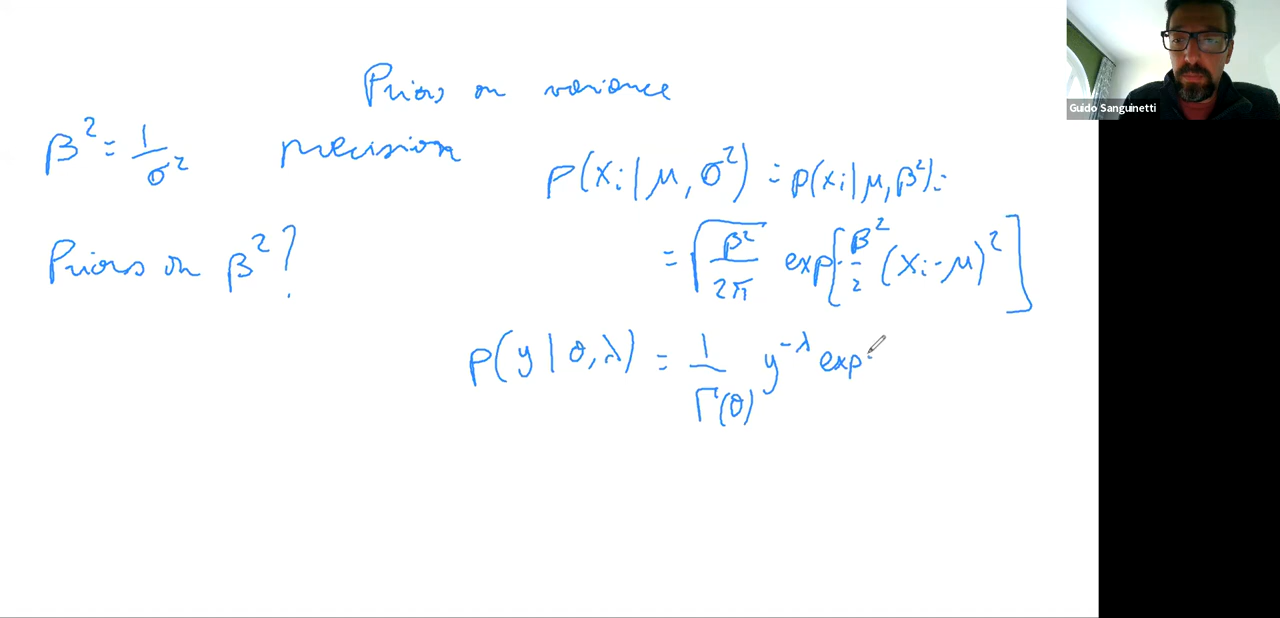 Priors on variance
β² = 1/σ² precision
p(xᵢ|μ, σ²) = p(xᵢ|μ, β²) =
Priors on β²?
= √(β²/2π) exp[-β²/2 (xᵢ-μ)²]
p(y|θ,λ) = 1/Γ(θ) y^-λ exp-
Guido Sanguinetti